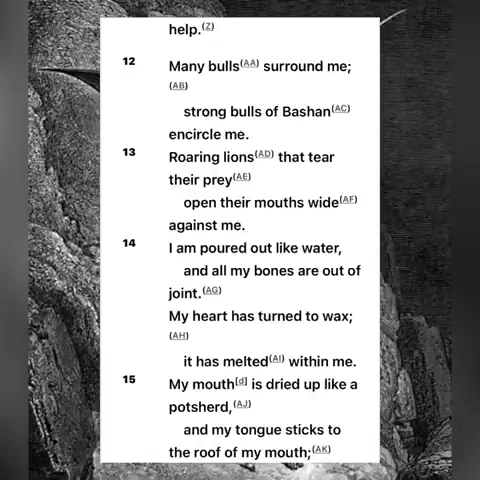 help.(Z)
12 Many bulls(AA) surround me;
(AB)
strong bulls of Bashan(AC)
encircle me.
13 Roaring lions(AD) that tear
their prey(AE)
open their mouths wide(AF)
against me.
14 I am poured out like water,
and all my bones are out of
joint.(AG)
My heart has turned to wax;
(AH)
it has melted(AI) within me.
15 My mouth[d] is dried up like a
potsherd,(AJ)
and my tongue sticks to
the roof of my mouth;(AK)